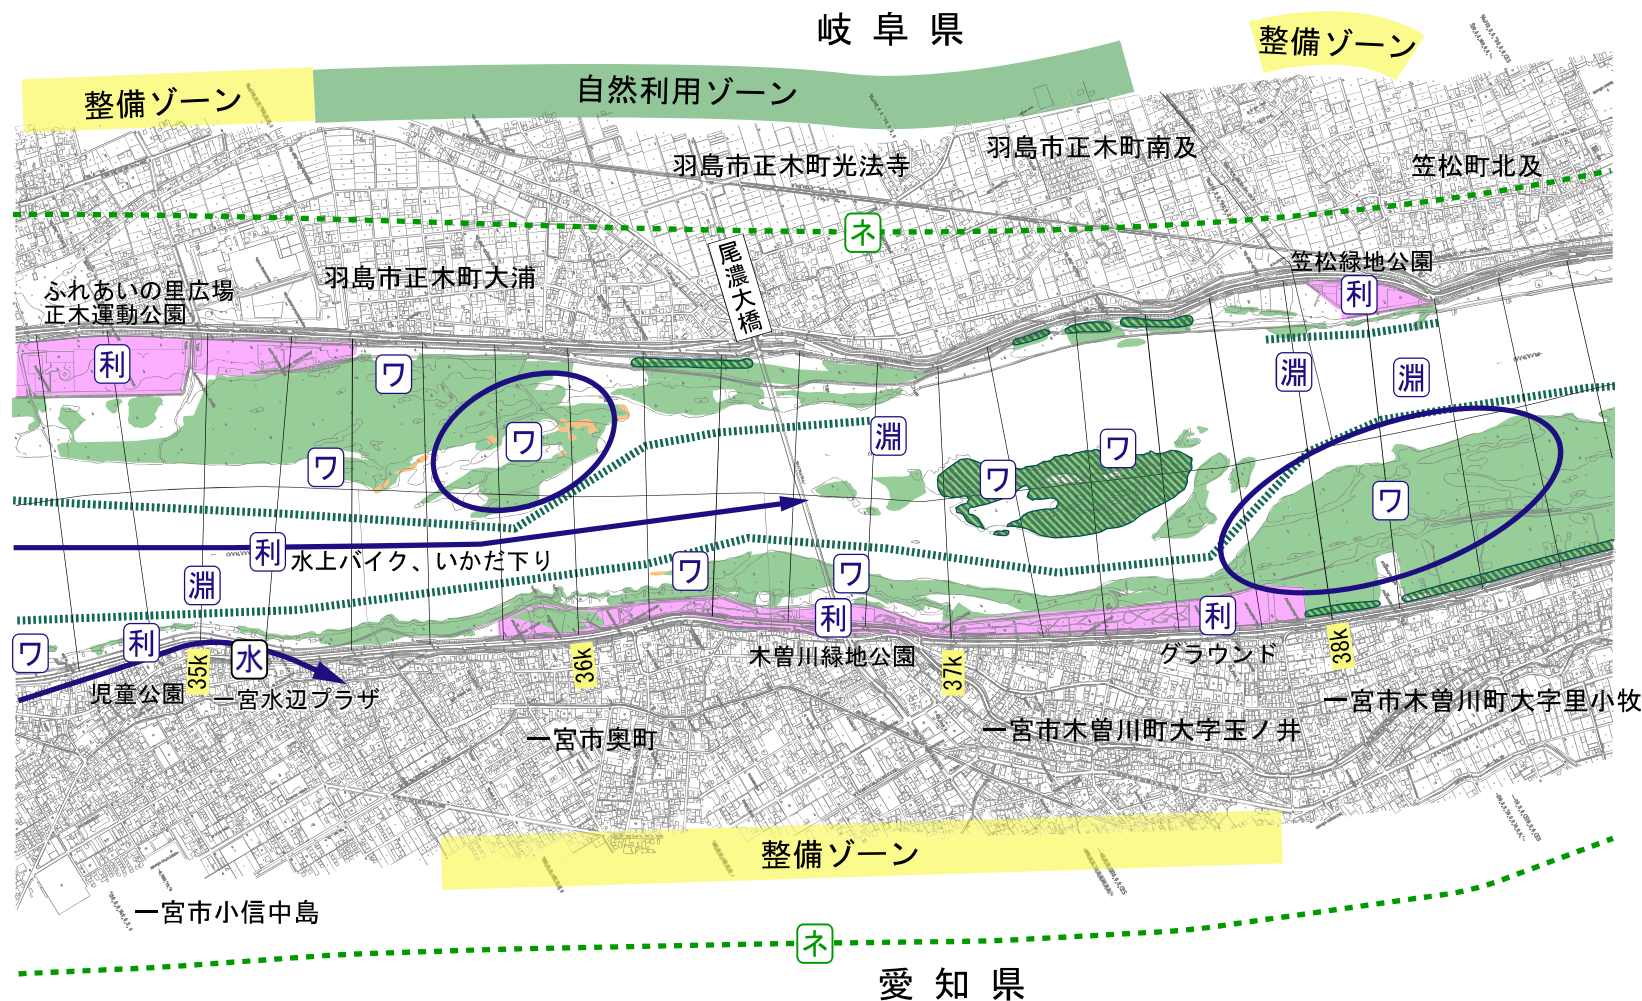 岐阜県
整備ゾーン
自然利用ゾーン
整備ゾーン
羽島市正木町光法寺
羽島市正木町南及
笠松町北及
ネ
尾濃大橋
羽島市正木町大浦
笠松緑地公園
ふれあいの里広場
正木運動公園
利
利
ワ
淵
淵
ワ
ワ
淵
ワ
ワ
ワ
利
水上バイク、いかだ下り
淵
ワ
ワ
利
利
ワ
利
水
児童公園
35k
一宮水辺プラザ
36k
木曽川緑地公園
37k
グラウンド
38k
一宮市奥町
一宮市木曽川町大字玉ノ井
一宮市木曽川町大字里小牧
整備ゾーン
一宮市小信中島
ネ
愛知県